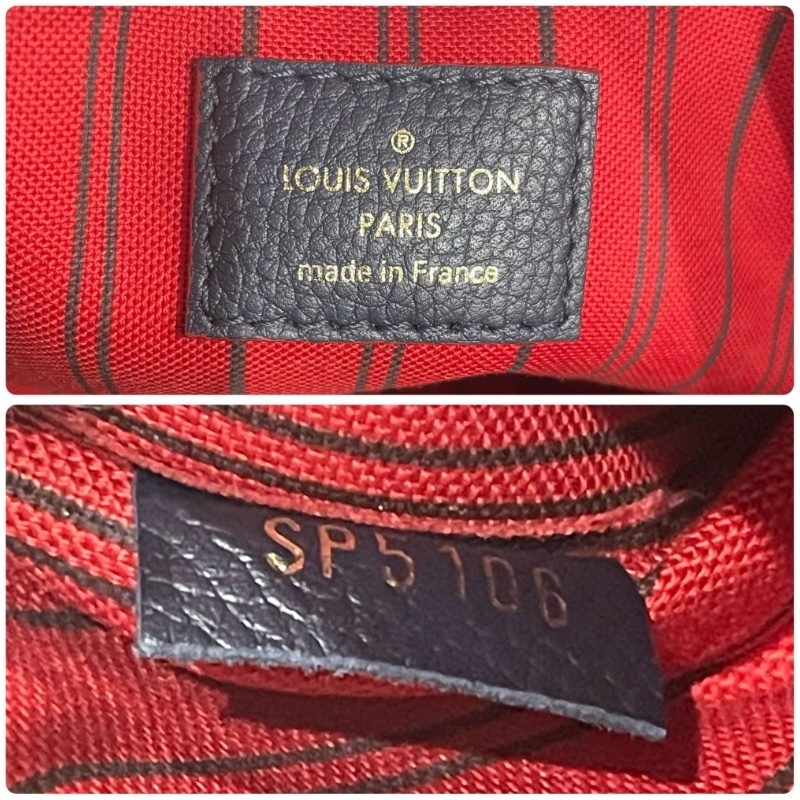 ®
LOUIS VUITTON
PARIS
made in France
SP5106